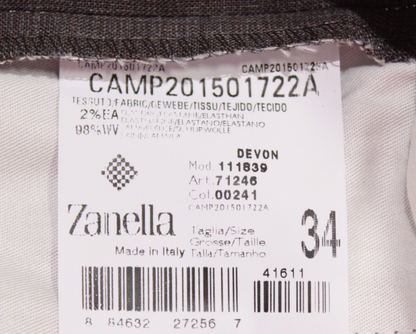 CAMP201501722A CAMP201501722A
CAMP201501722A
TESSUTO/FABRIC/GEWEBE/TISSU/TEJIDO/TECIDO
2%EA
98%WV
DEVON
Mod. 111839
Art. 71246
Col. 00241
CAMP201501722A
Zanella
Made in Italy
Taglia/Size
Grosse/Taille
Talla/Tamanho
34
41611
8 84632 27256 7